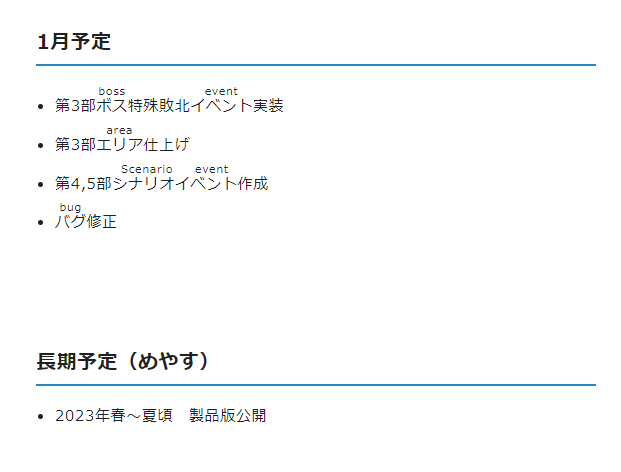 1月予定
boss event
第3部ボス特殊敗北イベント実装
area
第3部エリア仕上げ
Scenario event
第4,5部シナリオイベント作成
bug
バグ修正
長期予定（めやす）
2023年春～夏頃　製品版公開